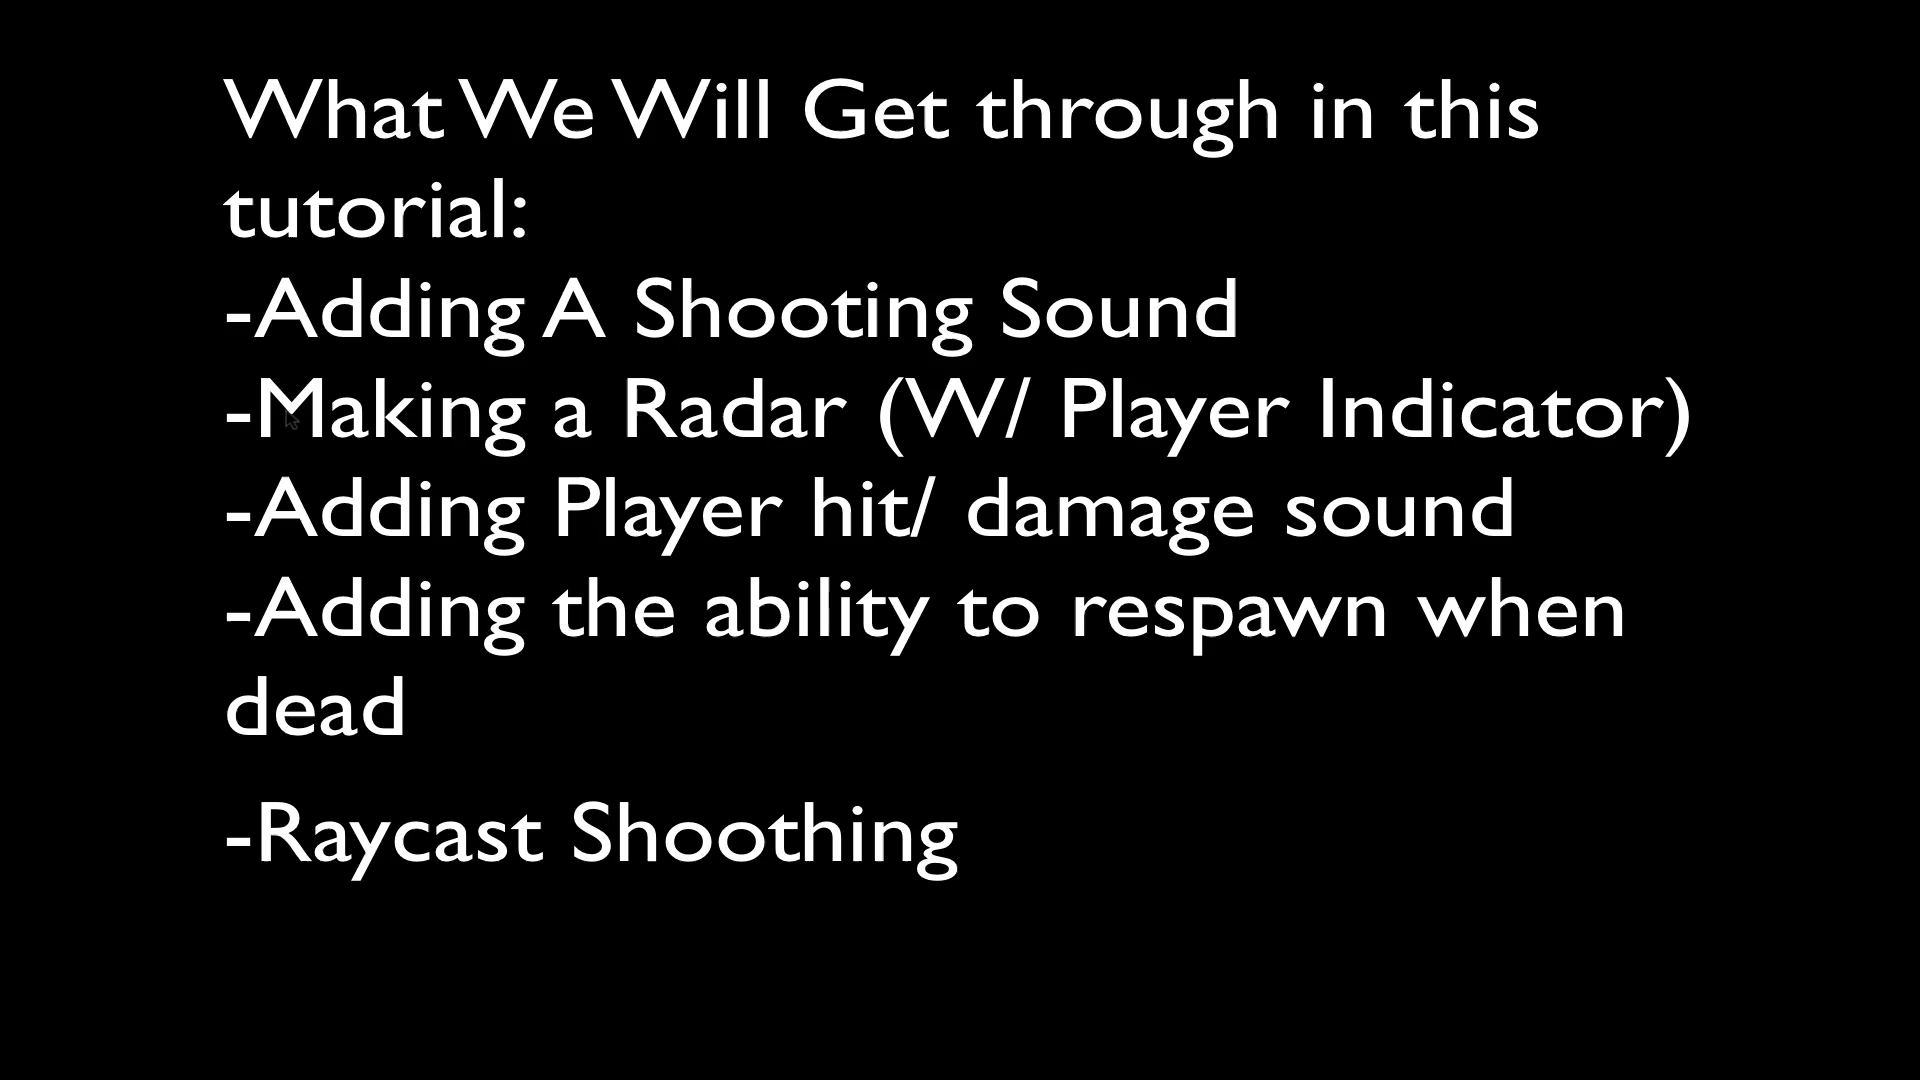 What We Will Get through in this
tutorial:
-Adding A Shooting Sound
-Making a Radar (W/ Player Indicator)
-Adding Player hit/ damage sound
-Adding the ability to respawn when
dead
-Raycast Shoothing